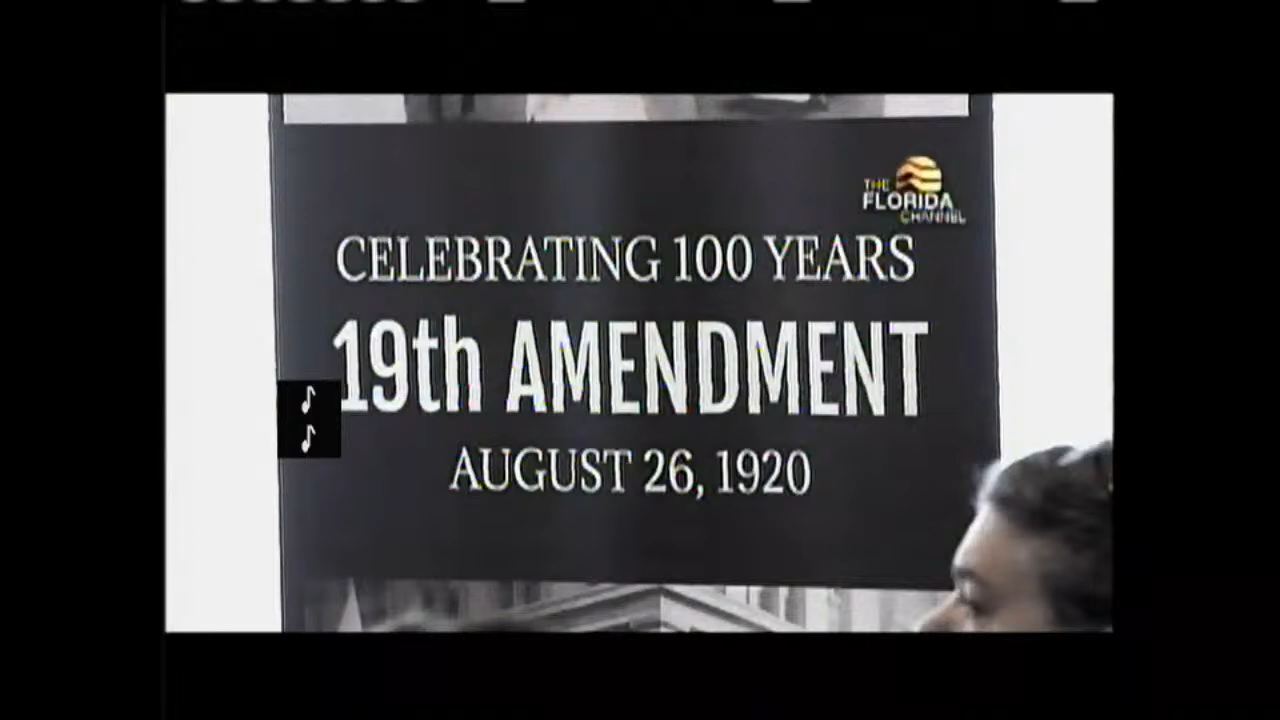 THE
FLORIDA
CHANNEL
CELEBRATING 100 YEARS
19th AMENDMENT
AUGUST 26, 1920
♪
♪